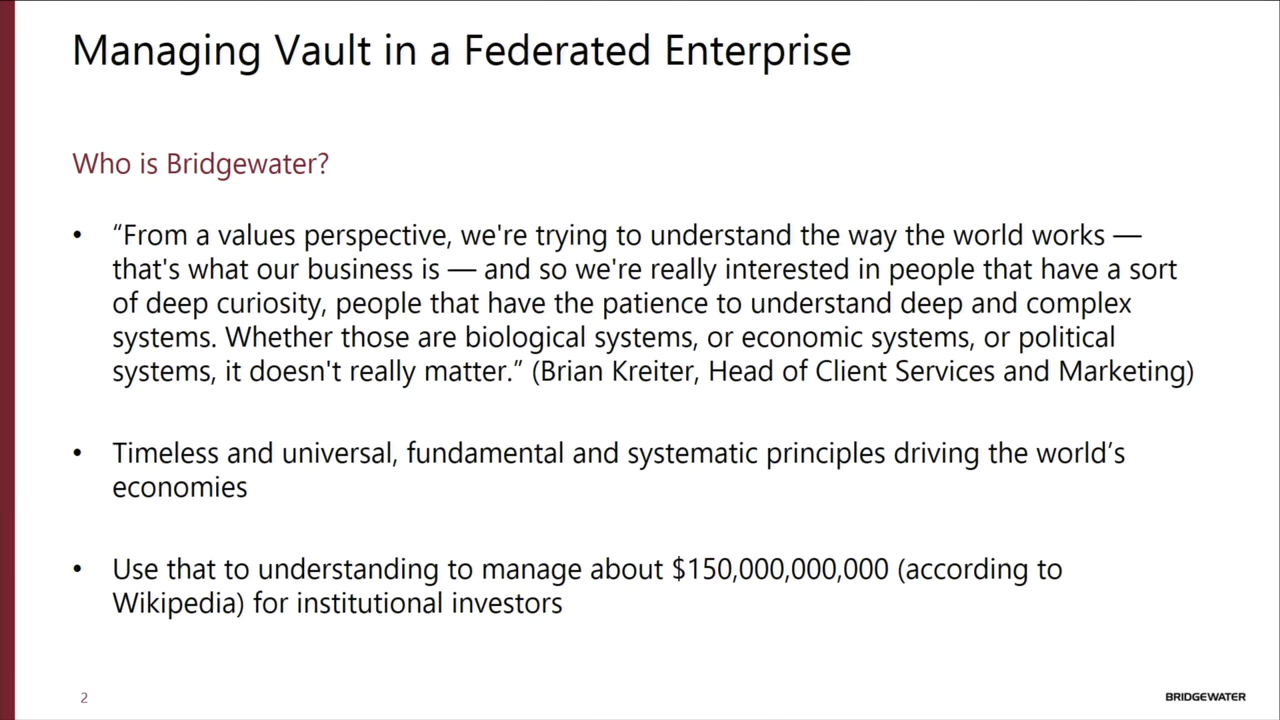 Managing Vault in a Federated Enterprise
Who is Bridgewater?
• “From a values perspective, we're trying to understand the way the world works —
that's what our business is — and so we're really interested in people that have a sort
of deep curiosity, people that have the patience to understand deep and complex
systems. Whether those are biological systems, or economic systems, or political
systems, it doesn't really matter.” (Brian Kreiter, Head of Client Services and Marketing)
• Timeless and universal, fundamental and systematic principles driving the world’s
economies
• Use that to understanding to manage about $150,000,000,000 (according to
Wikipedia) for institutional investors
2
BRIDGEWATER